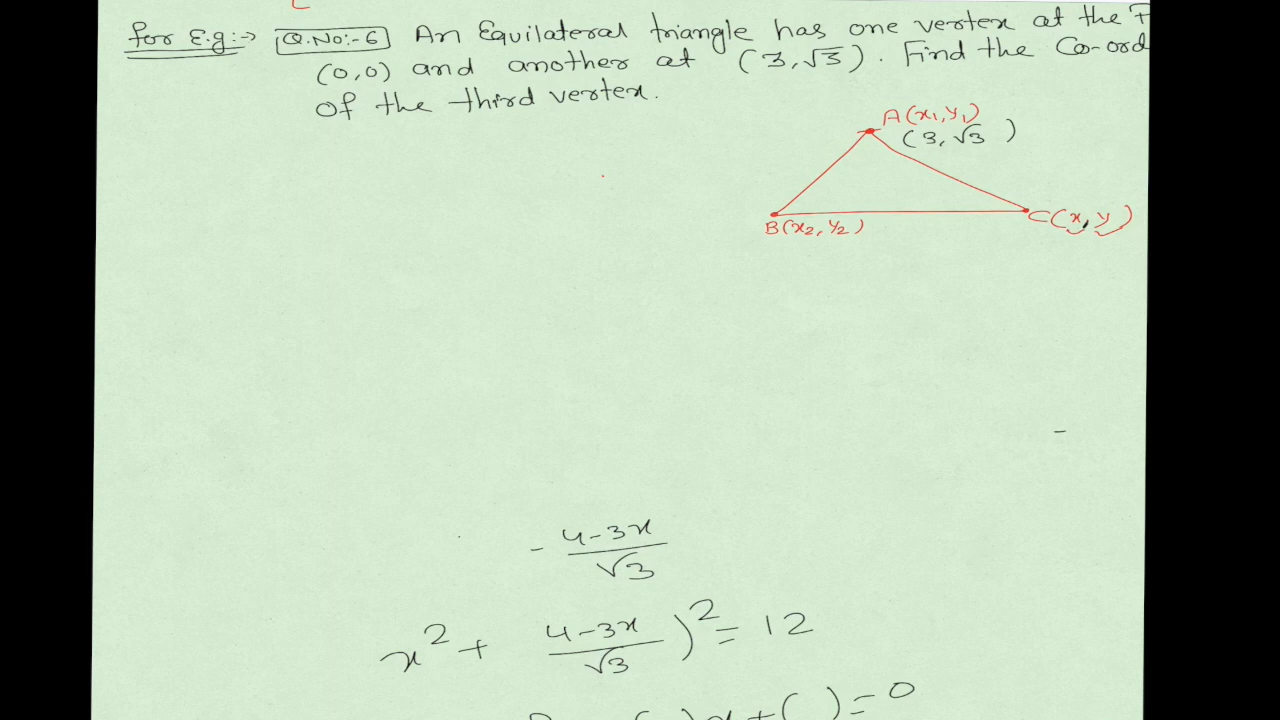 for E.g:→ Q.No:-6 An Equilateral triangle has one vertex at the
(0,0) and another at (3,√3). Find the Co-ord
Of the third vertex.
A(x₁,y₁)
(3,√3)
B(x₂,y₂)
C(x,y)
-
- 4-3x/√3
x² + 4-3x/√3 )² = 12
( )x+( )=0